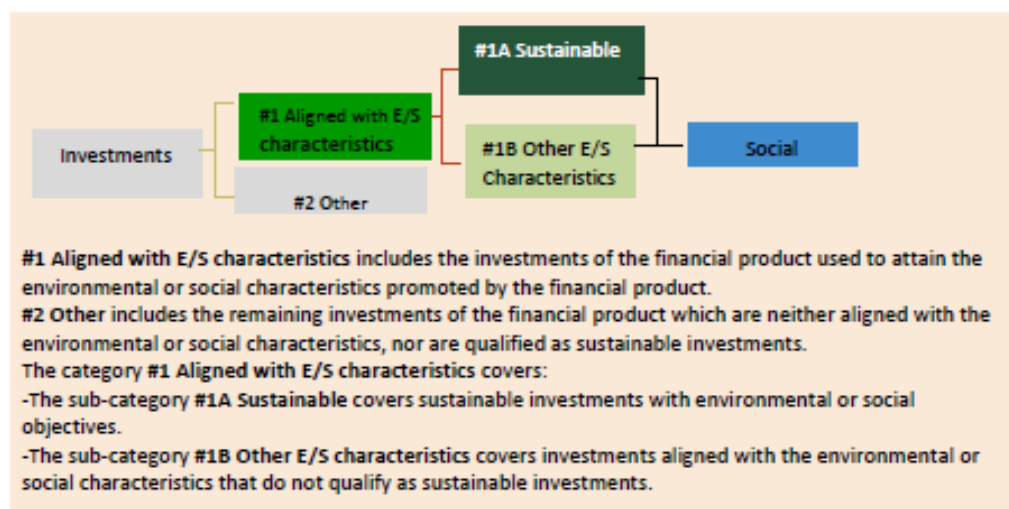 #1A Sustainable
#1 Aligned with E/S
characteristics
Investments
#1B Other E/S
Characteristics
Social
#2 Other
#1 Aligned with E/S characteristics includes the investments of the financial product used to attain the
environmental or social characteristics promoted by the financial product.
#2 Other includes the remaining investments of the financial product which are neither aligned with the
environmental or social characteristics, nor are qualified as sustainable investments.
The category #1 Aligned with E/S characteristics covers:
-The sub-category #1A Sustainable covers sustainable investments with environmental or social
objectives.
-The sub-category #1B Other E/S characteristics covers investments aligned with the environmental or
social characteristics that do not qualify as sustainable investments.